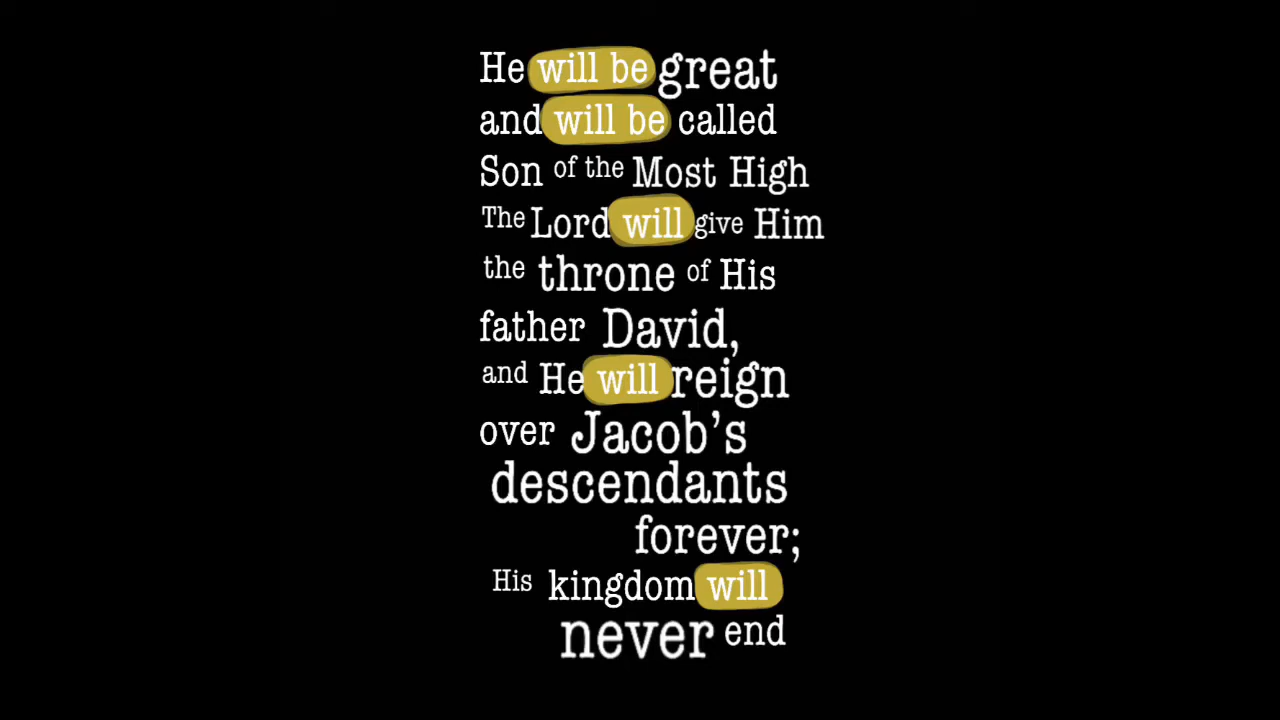 He will be great
and will be called
Son of the Most High
The Lord will give Him
the throne of His
father David,
and He will reign
over Jacob’s
descendants
forever;
His kingdom will
never end